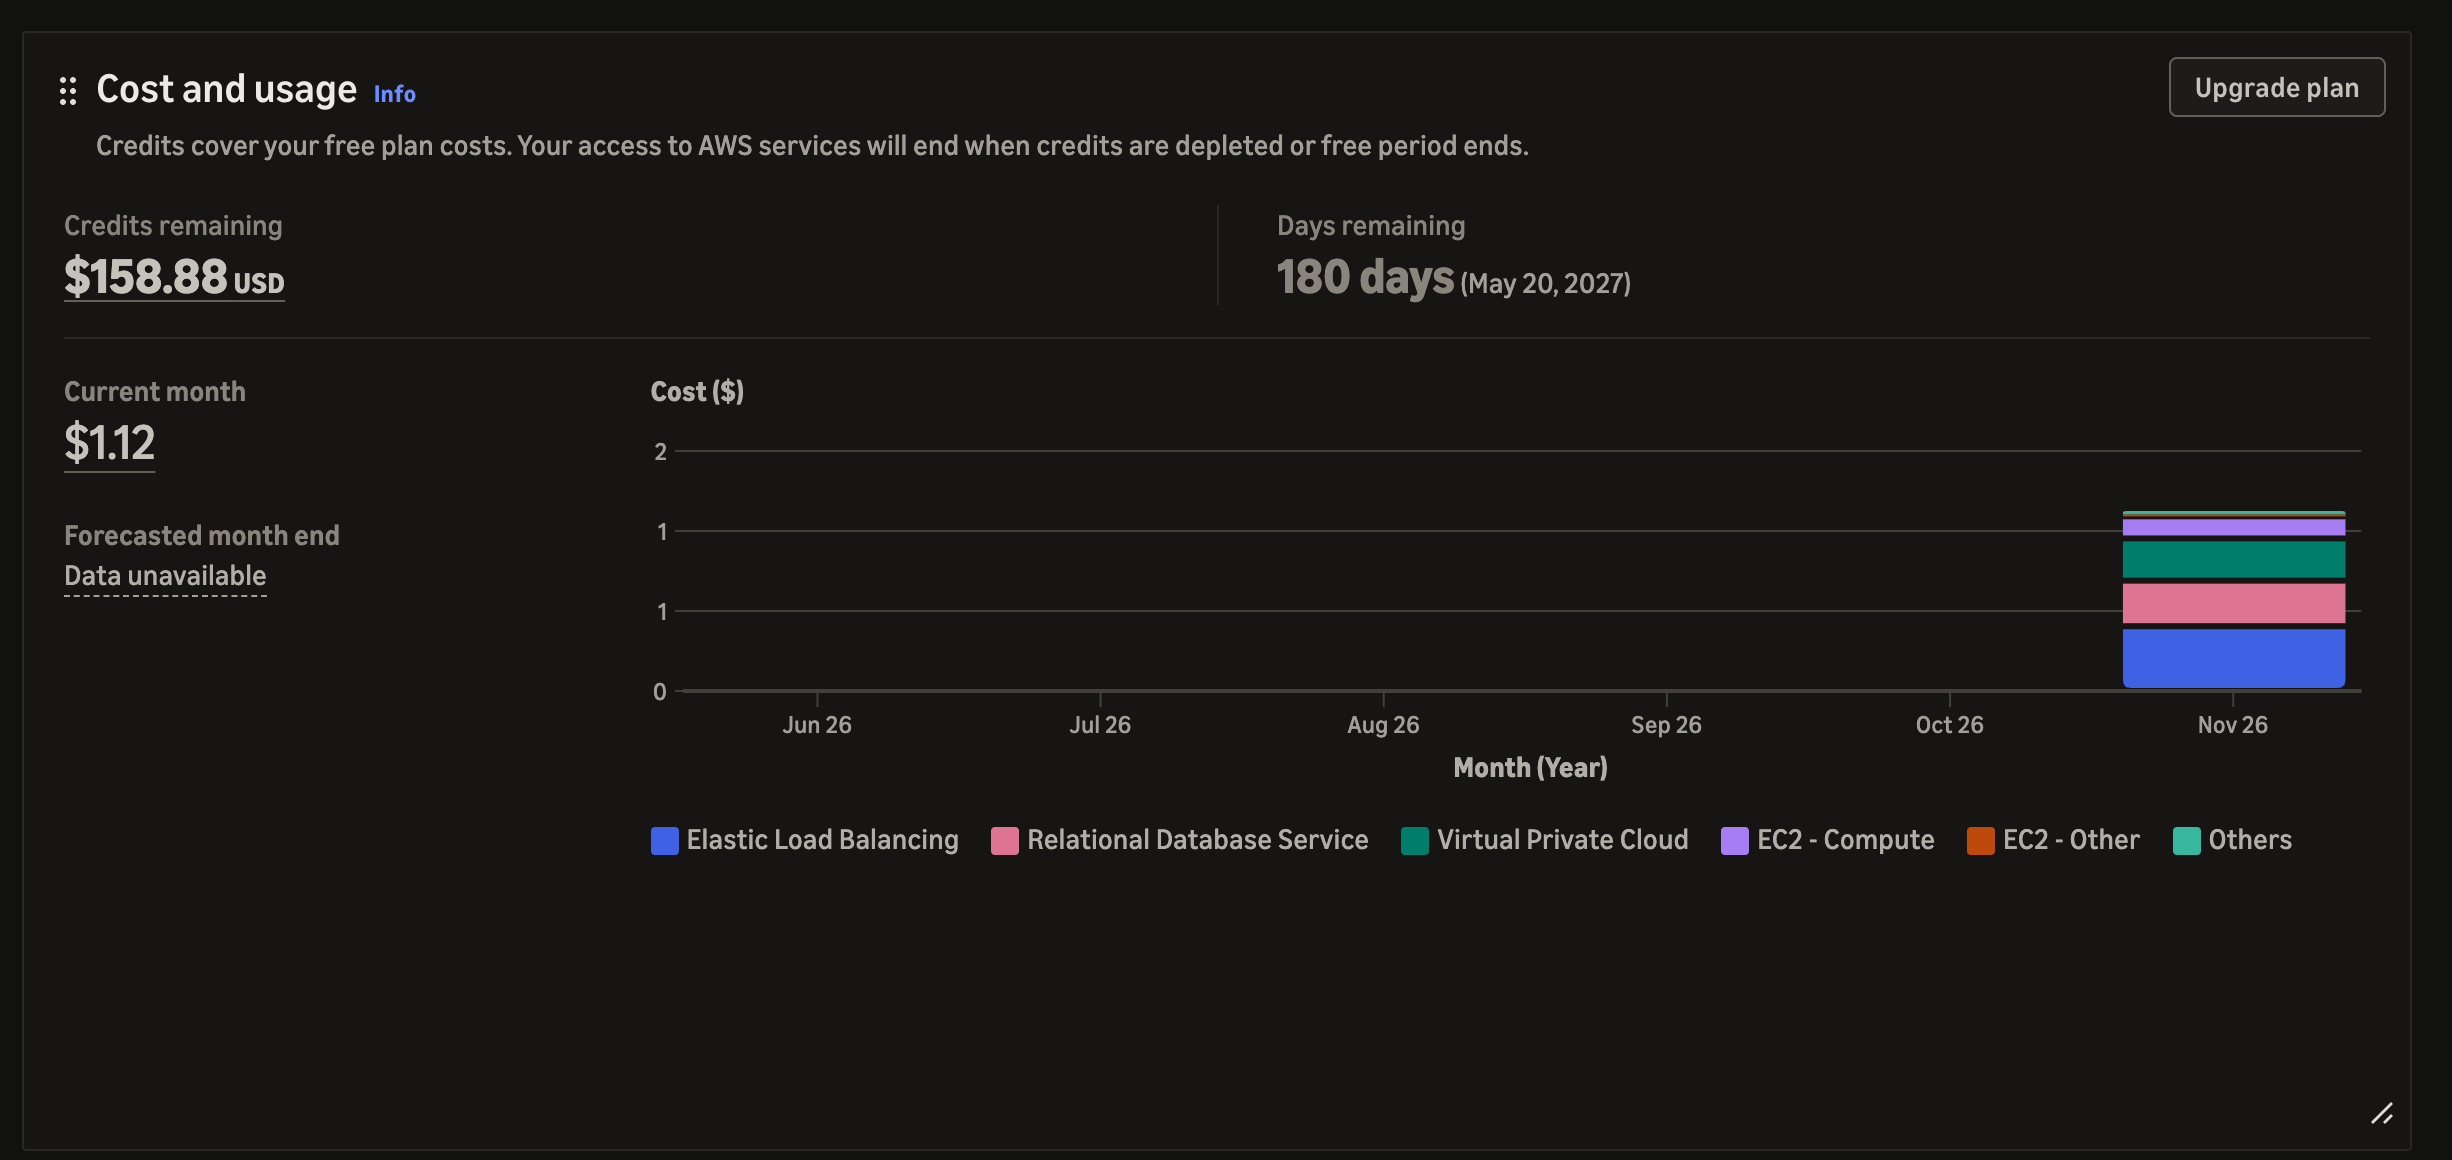 Cost and usage Info
Upgrade plan
Credits cover your free plan costs. Your access to AWS services will end when credits are depleted or free period ends.
Credits remaining
$158.88 USD
Days remaining
180 days (May 20, 2027)
Current month
$1.12
Forecasted month end
Data unavailable
Cost ($)
2
1
1
0
Jun 26 Jul 26 Aug 26 Sep 26 Oct 26 Nov 26
Month (Year)
Elastic Load Balancing Relational Database Service Virtual Private Cloud EC2 - Compute EC2 - Other Others